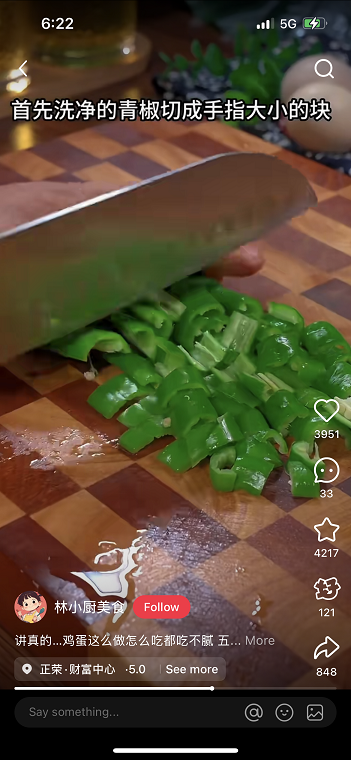 6:22
5G
首先洗净的青椒切成手指大小的块
3951
33
4217
121
848
林小厨美食
Follow
讲真的...鸡蛋这么做怎么吃都吃不腻 五... More
正荣·财富中心 ·5.0 See more
Say something...